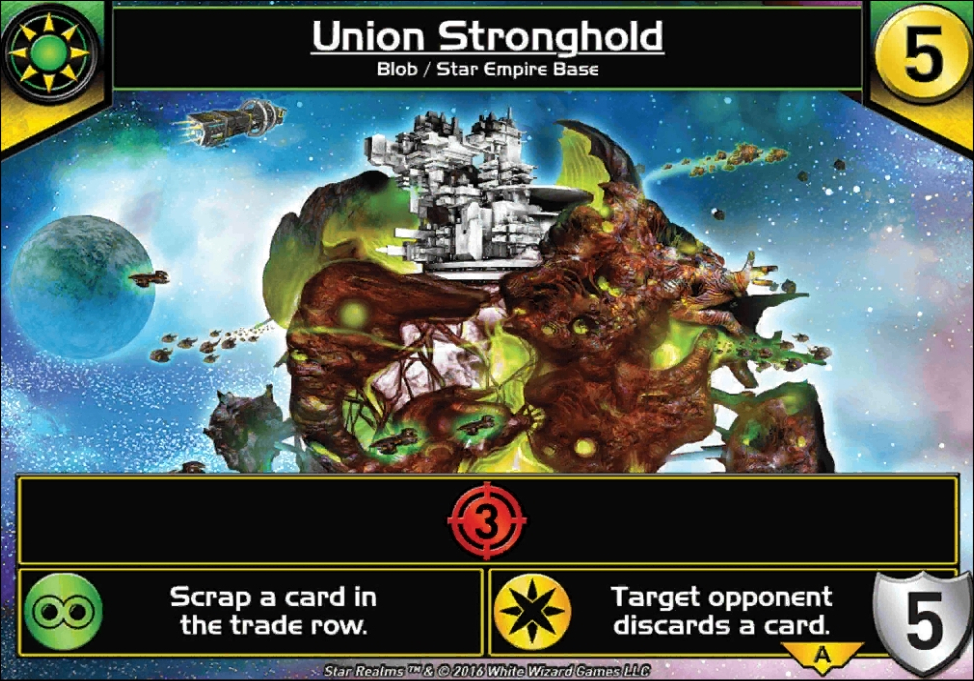 Union Stronghold
5
Blob / Star Empire Base
3
Scrap a card in
the trade row.
Target opponent
discards a card.
5
A
Star Realms ™ & © 2016 White Wizard Games LLC